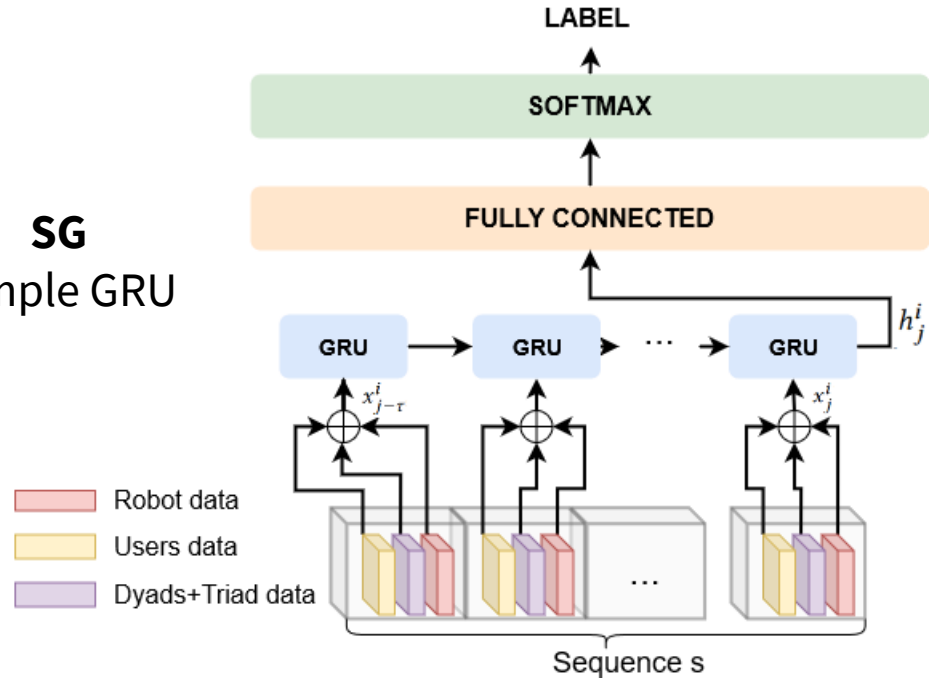 LABEL
SOFTMAX
FULLY CONNECTED
SG
mple GRU
h_j^i
GRU
GRU
...
GRU
x_{j-τ}^i
x_j^i
Robot data
Users data
Dyads+Triad data
...
Sequence s